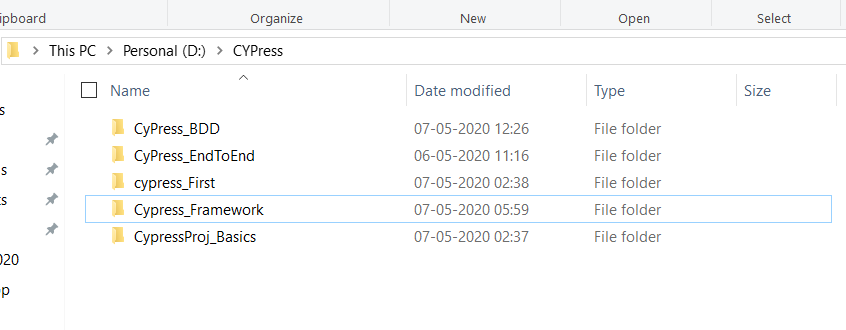 ipboard Organize New Open Select
This PC > Personal (D:) > CYPress
Name Date modified Type Size
CyPress_BDD 07-05-2020 12:26 File folder
CyPress_EndToEnd 06-05-2020 11:16 File folder
cypress_First 07-05-2020 02:38 File folder
Cypress_Framework 07-05-2020 05:59 File folder
CypressProj_Basics 07-05-2020 02:37 File folder
s
s
ts
020
op